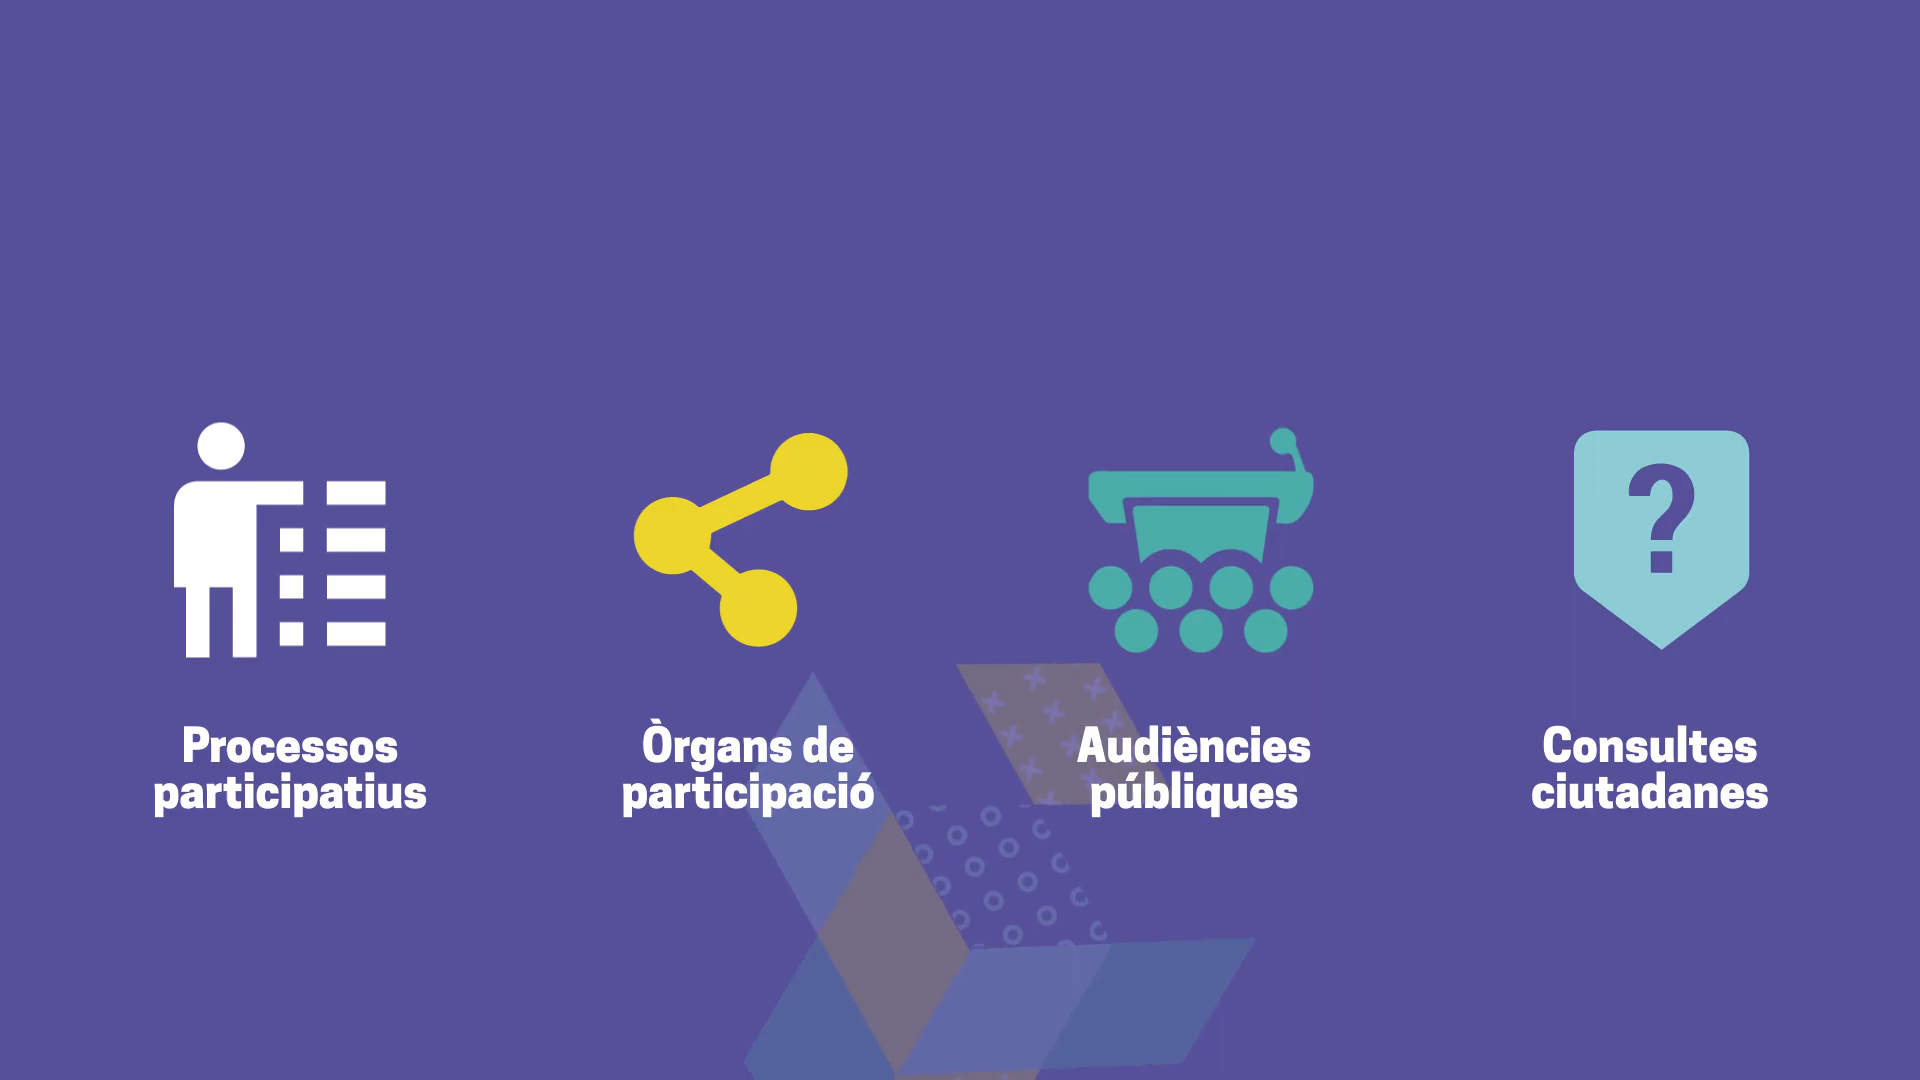 Processos
participatius
Òrgans de
participació
Audiències
públiques
?
Consultes
ciutadanes